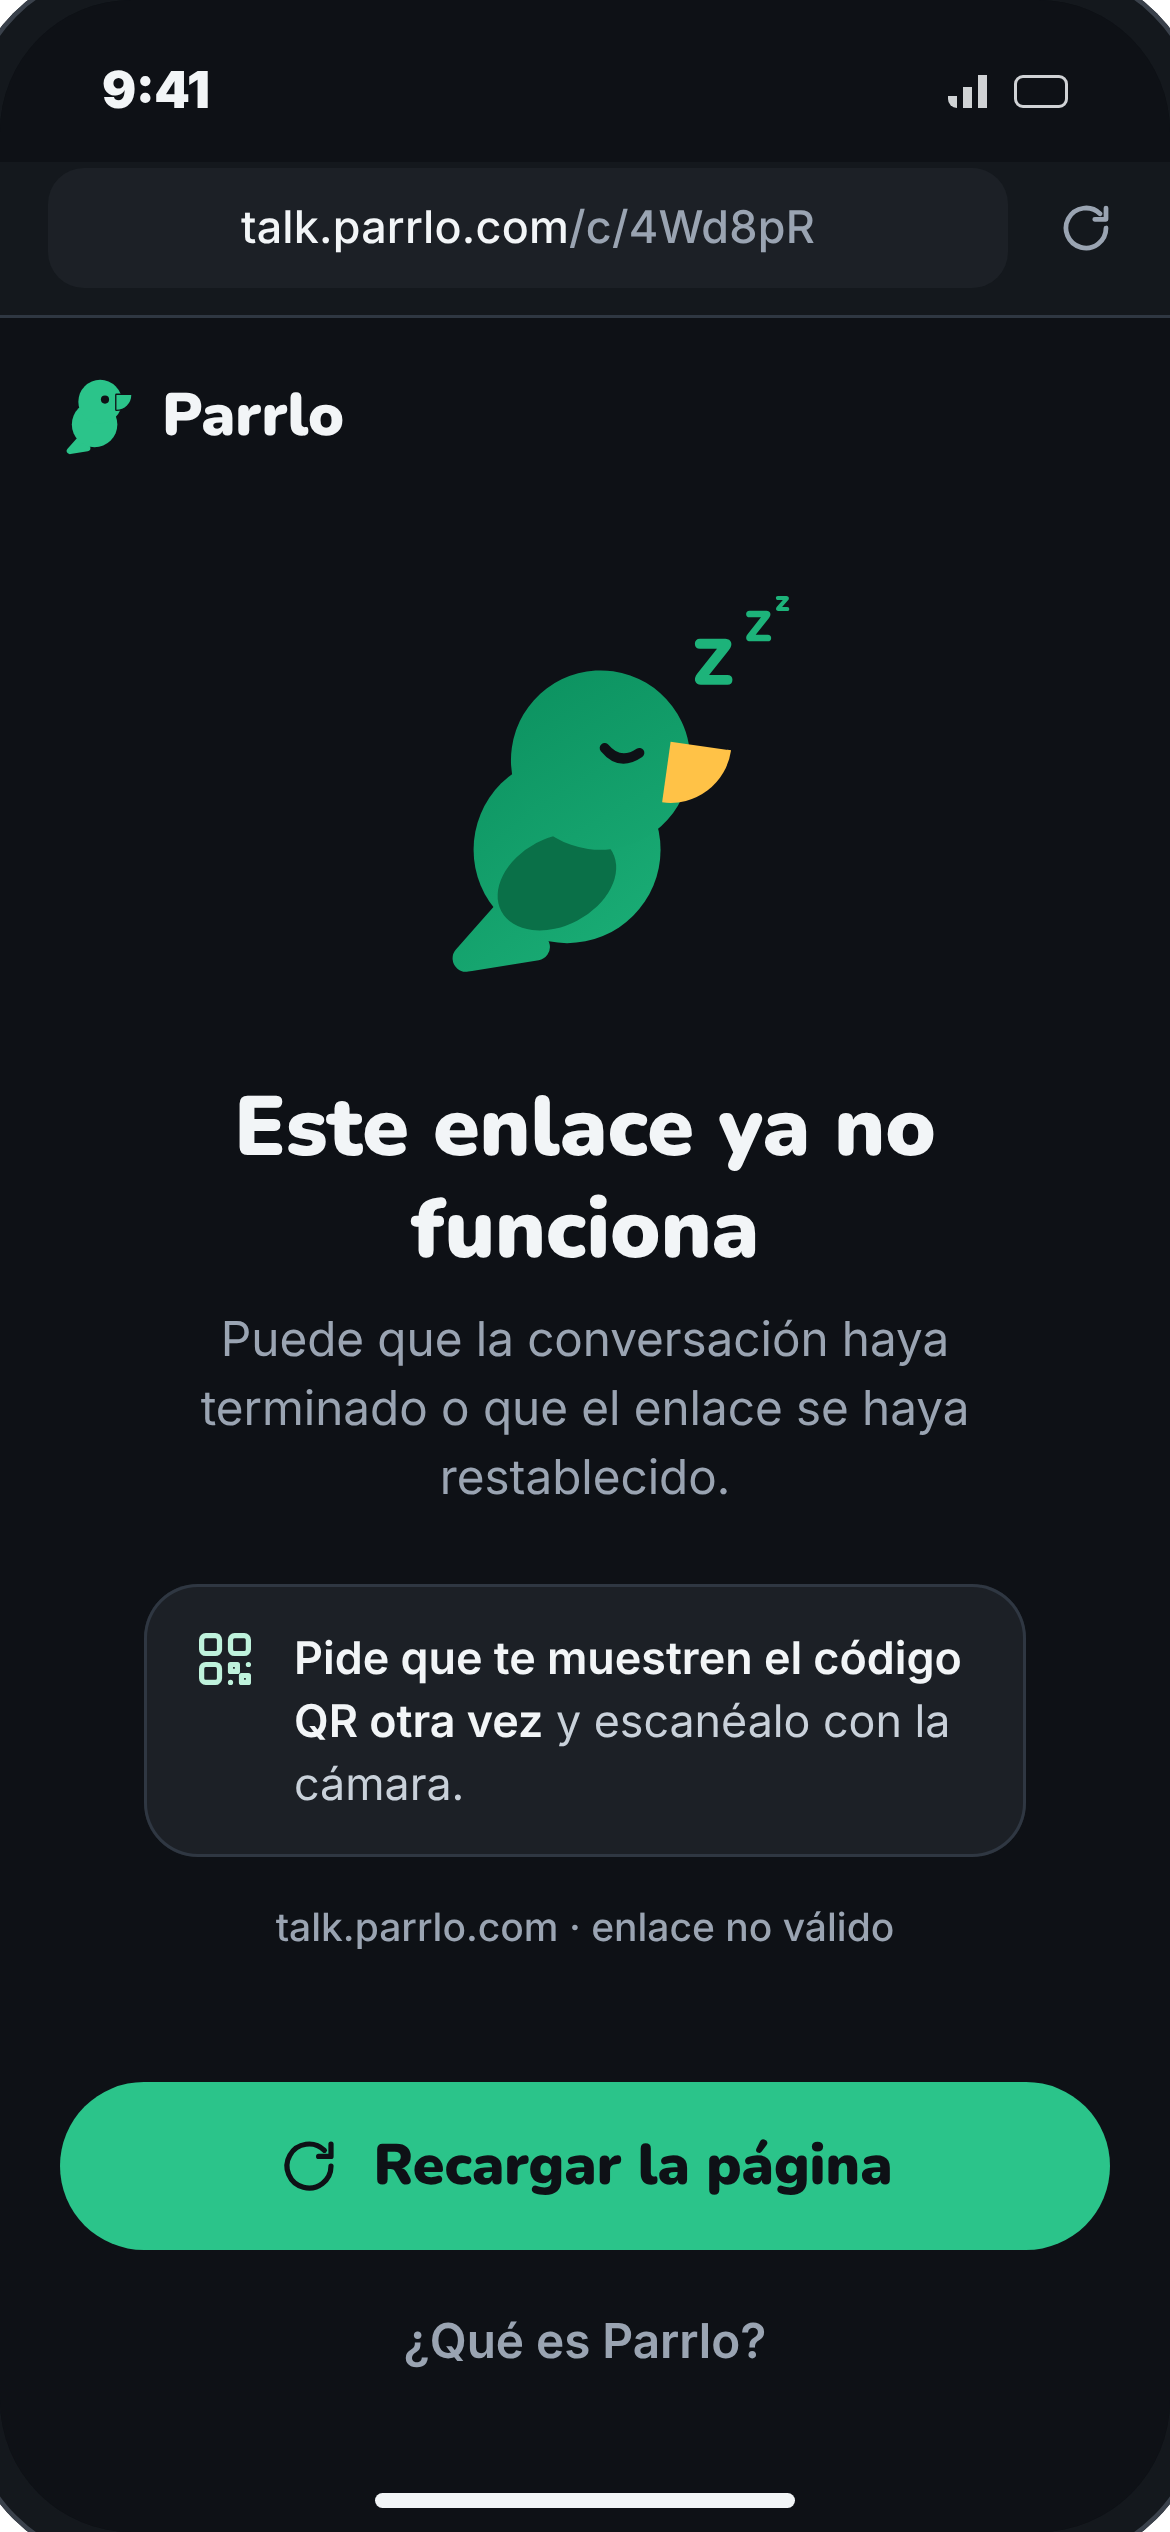 9:41
talk.parrlo.com/c/4Wd8pR
Parrlo
z z z
Este enlace ya no
funciona
Puede que la conversación haya
terminado o que el enlace se haya
restablecido.
Pide que te muestren el código
QR otra vez y escanéalo con la
cámara.
talk.parrlo.com · enlace no válido
Recargar la página
¿Qué es Parrlo?